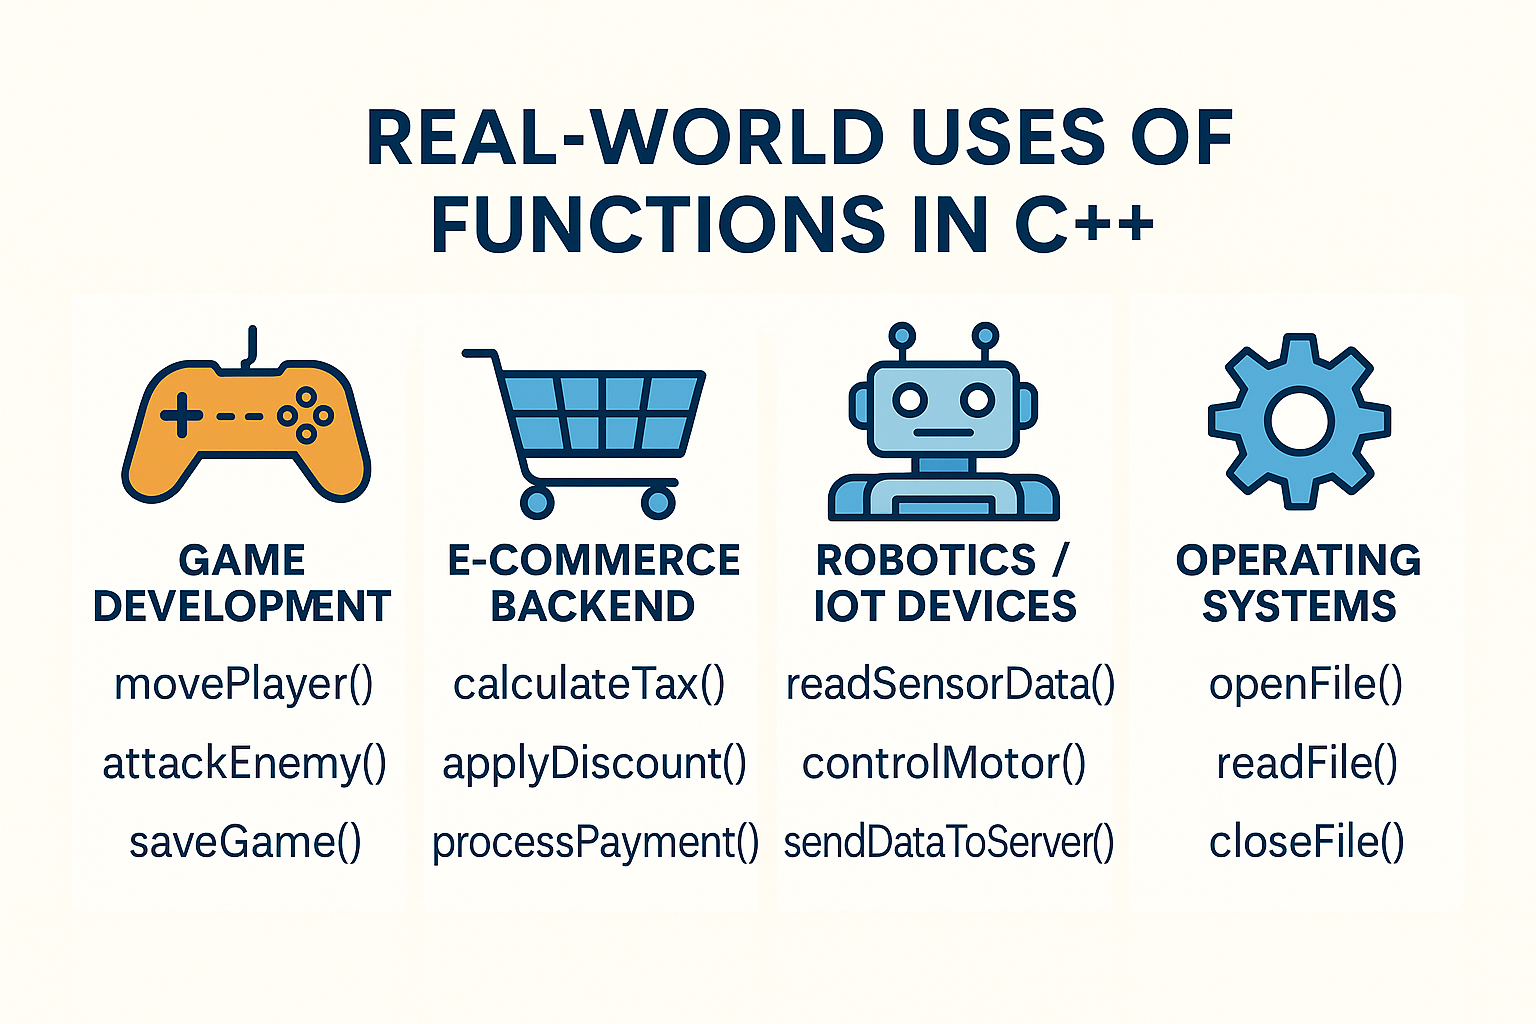 REAL-WORLD USES OF
FUNCTIONS IN C++
GAME
DEVELOPMENT
movePlayer()
attackEnemy()
saveGame()
E-COMMERCE
BACKEND
calculateTax()
applyDiscount()
processPayment()
ROBOTICS /
IOT DEVICES
readSensorData()
controlMotor()
sendDataToServer()
OPERATING
SYSTEMS
openFile()
readFile()
closeFile()